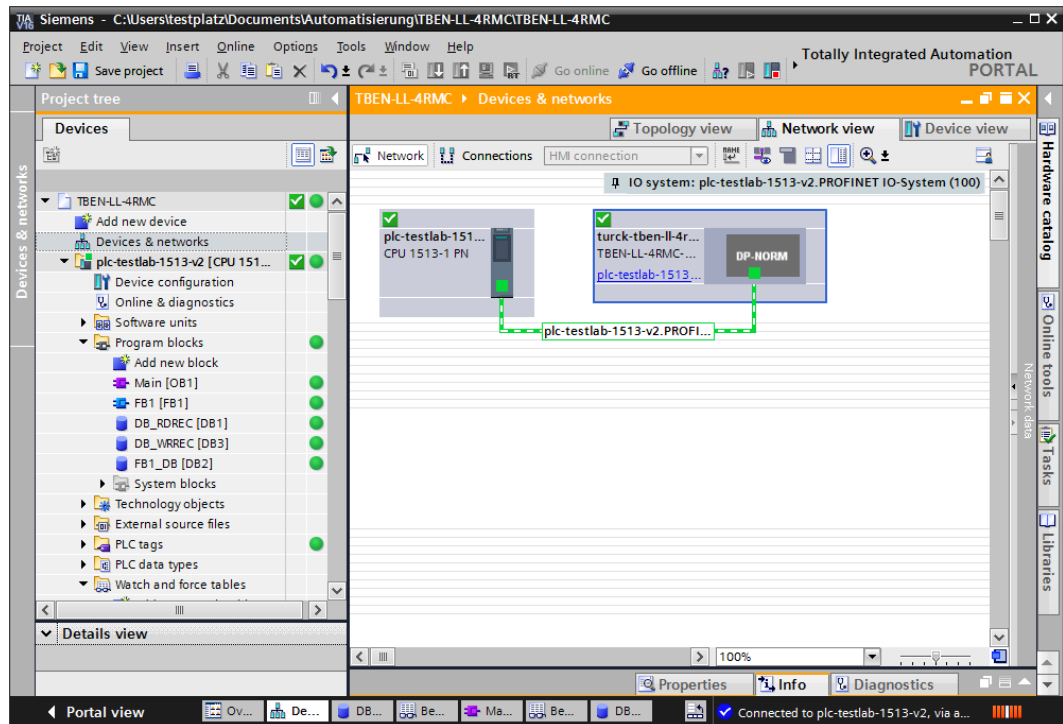 TIA V16 Siemens - C:\Users\testplatz\Documents\Automatisierung\TBEN-LL-4RMC\TBEN-LL-4RMC
Project Edit View Insert Online Options Tools Window Help
Totally Integrated Automation
PORTAL
Save project Go online Go offline
Project tree
TBEN-LL-4RMC Devices & networks
Devices
Topology view Network view Device view
Network Connections HMI connection
IO system: plc-testlab-1513-v2.PROFINET IO-System (100)
TBEN-LL-4RMC
Add new device
Devices & networks
plc-testlab-1513-v2 [CPU 151...
Device configuration
Online & diagnostics
Software units
Program blocks
Add new block
Main [OB1]
FB1 [FB1]
DB_RDREC [DB1]
DB_WRREC [DB3]
FB1_DB [DB2]
System blocks
Technology objects
External source files
PLC tags
PLC data types
Watch and force tables
Details view
plc-testlab-151...
CPU 1513-1 PN
turck-tben-ll-4r...
TBEN-LL-4RMC-...
plc-testlab-1513...
DP-NORM
plc-testlab-1513-v2.PROFI...
100%
Properties Info Diagnostics
Devices & networks
Network data
Hardware catalog
Online tools
Tasks
Libraries
Portal view Ov... De... DB... Be... Ma... Be... DB... Connected to plc-testlab-1513-v2, via a...